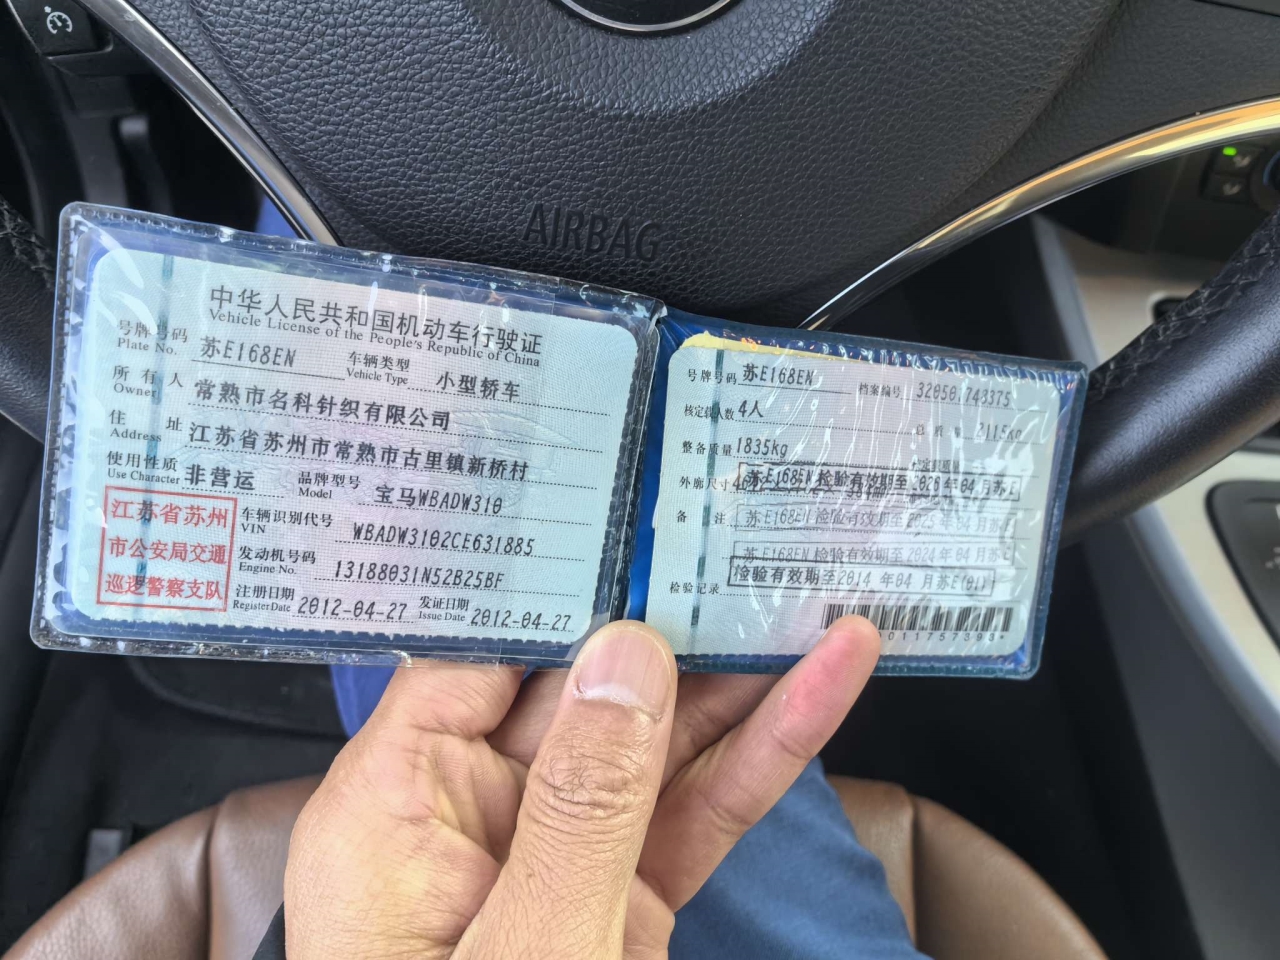 AIRBAG
中华人民共和国机动车行驶证
Vehicle License of the People's Republic of China
号牌号码 苏E168EN 车辆类型 小型轿车
Plate No. Vehicle Type
所有人 常熟市名科针织有限公司
Owner
住址 江苏省苏州市常熟市古里镇新桥村
Address
使用性质 非营运 品牌型号 宝马WBADW310
Use Character Model
江苏省苏州
市公安局交通
巡逻警察支队
车辆识别代号 WBADW3102CE631885
VIN
发动机号码 13188031N52B25BF
Engine No.
注册日期 2012-04-27 发证日期 2012-04-27
Register Date Issue Date
号牌号码 苏E168EN 档案编号
核定载人数 4人 总质量 2115kg
整备质量 1835kg
外廓尺寸
苏E168EN 检验有效期至2026年04月苏E
备注
苏E168EN 检验有效期至2025年04月苏E
苏E168EN 检验有效期至2024年04月苏E
检验记录 检验有效期至2014年04月苏E(01)